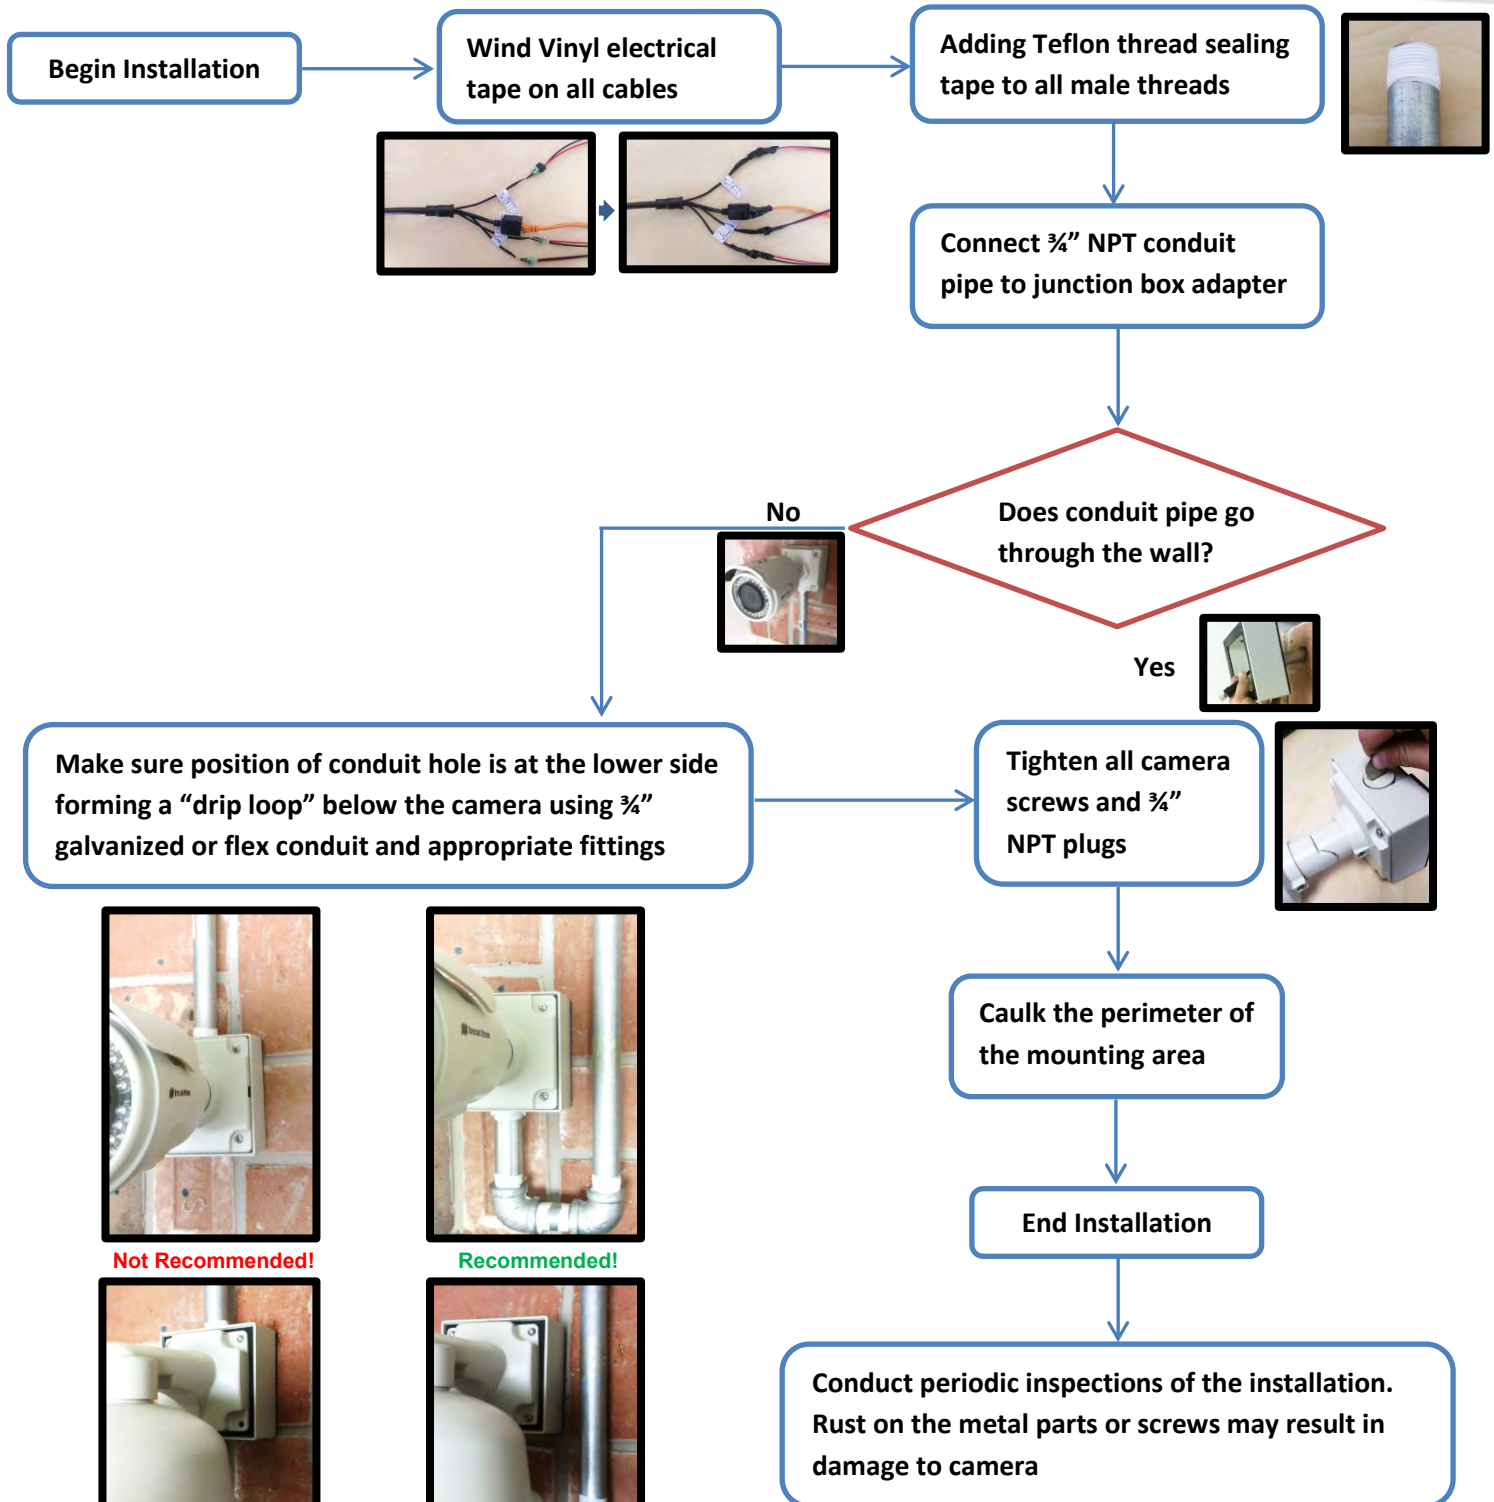 Begin Installation
Wind Vinyl electrical
tape on all cables
Adding Teflon thread sealing
tape to all male threads
Connect ¾” NPT conduit
pipe to junction box adapter
Does conduit pipe go
through the wall?
No
Yes
Make sure position of conduit hole is at the lower side
forming a “drip loop” below the camera using ¾”
galvanized or flex conduit and appropriate fittings
Tighten all camera
screws and ¾”
NPT plugs
Caulk the perimeter of
the mounting area
End Installation
Not Recommended!
Recommended!
Conduct periodic inspections of the installation.
Rust on the metal parts or screws may result in
damage to camera